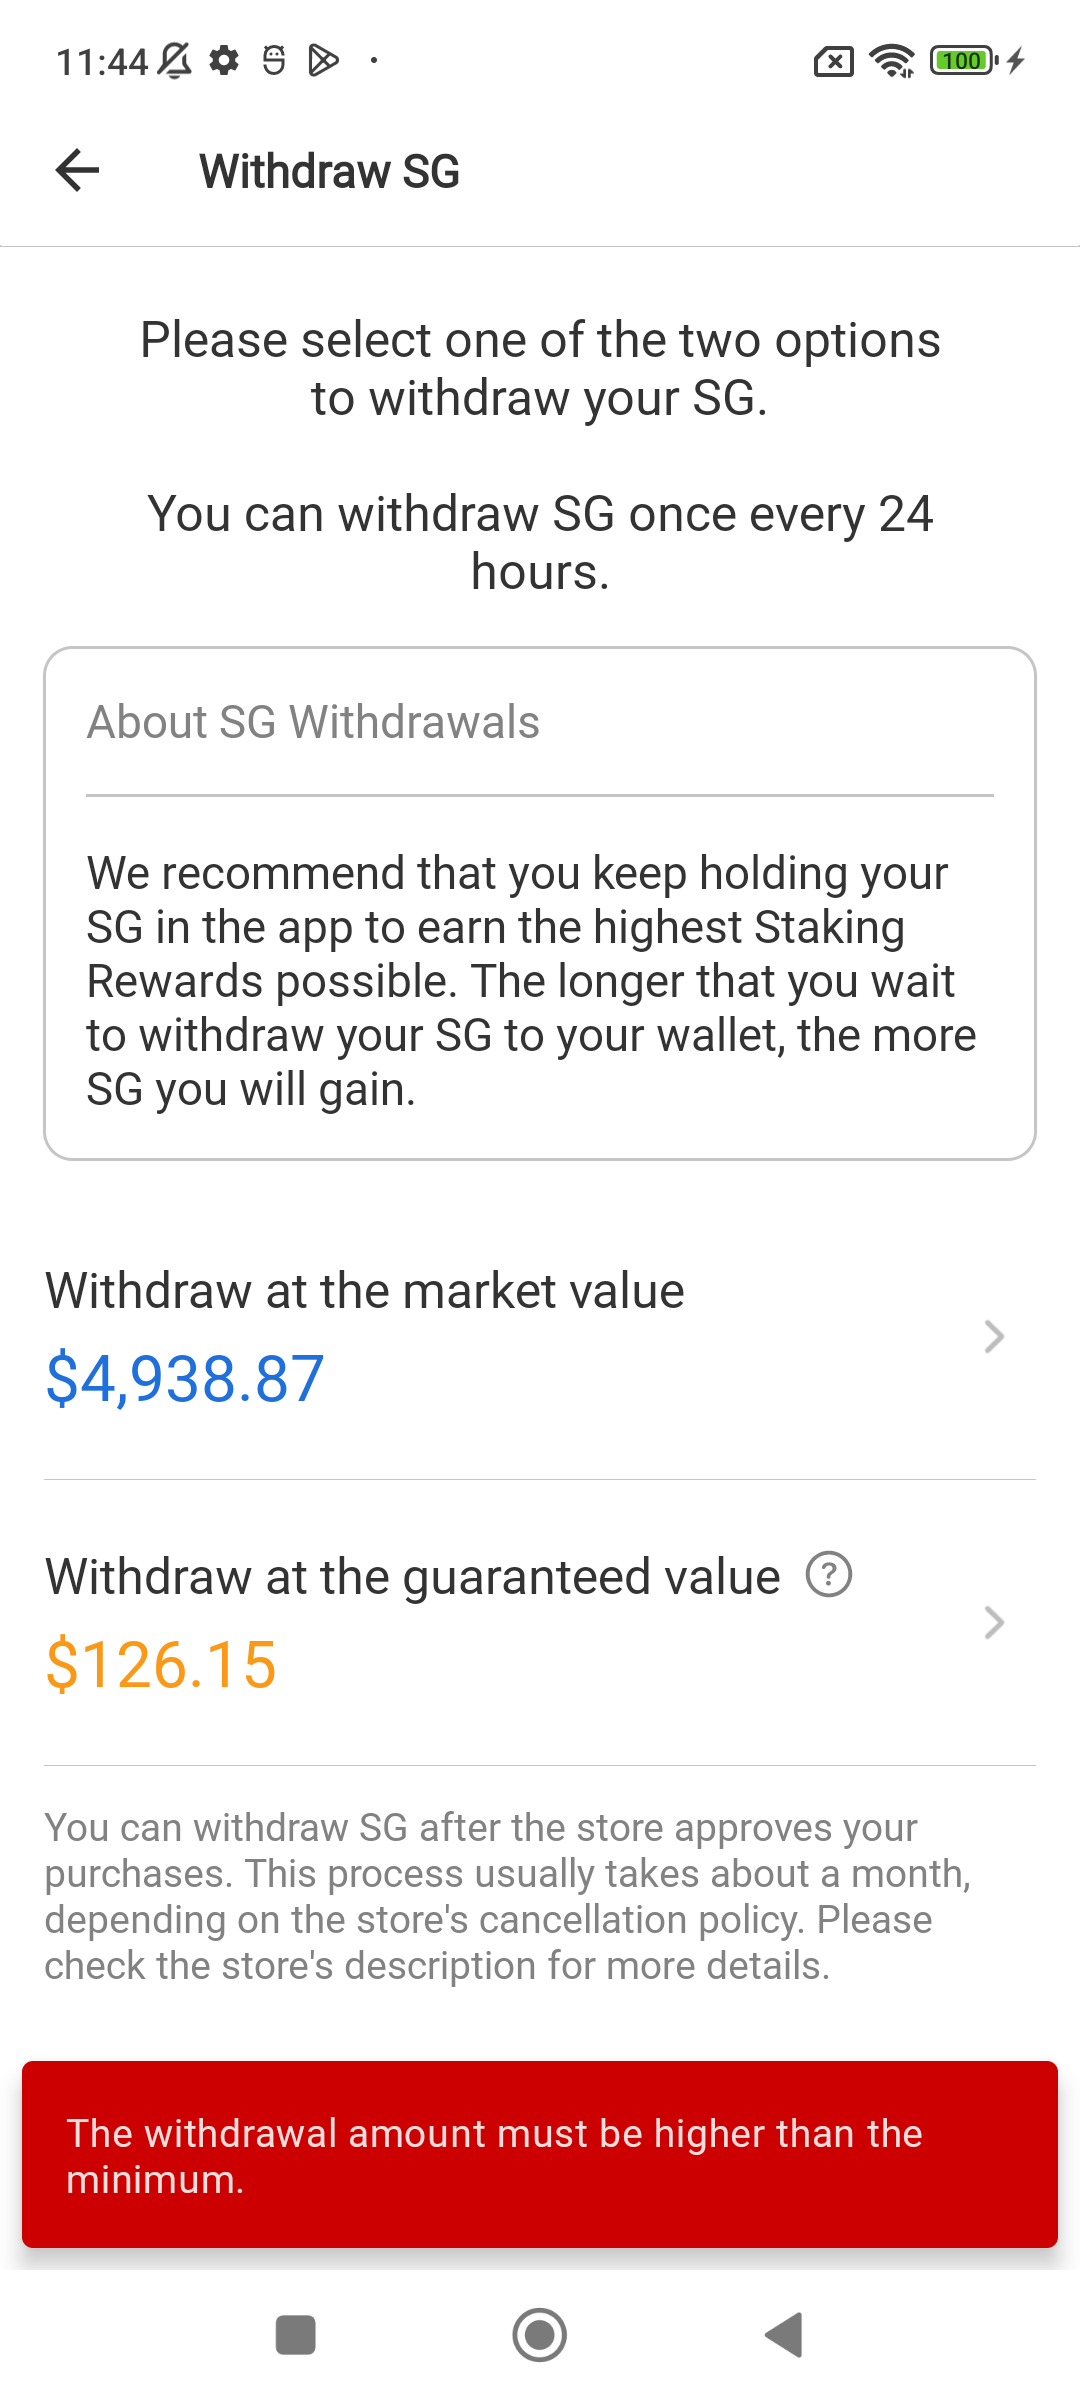 11:44
100
Withdraw SG
Please select one of the two options
to withdraw your SG.
You can withdraw SG once every 24
hours.
About SG Withdrawals
We recommend that you keep holding your
SG in the app to earn the highest Staking
Rewards possible. The longer that you wait
to withdraw your SG to your wallet, the more
SG you will gain.
Withdraw at the market value
$4,938.87
Withdraw at the guaranteed value ?
$126.15
You can withdraw SG after the store approves your
purchases. This process usually takes about a month,
depending on the store's cancellation policy. Please
check the store's description for more details.
The withdrawal amount must be higher than the
minimum.